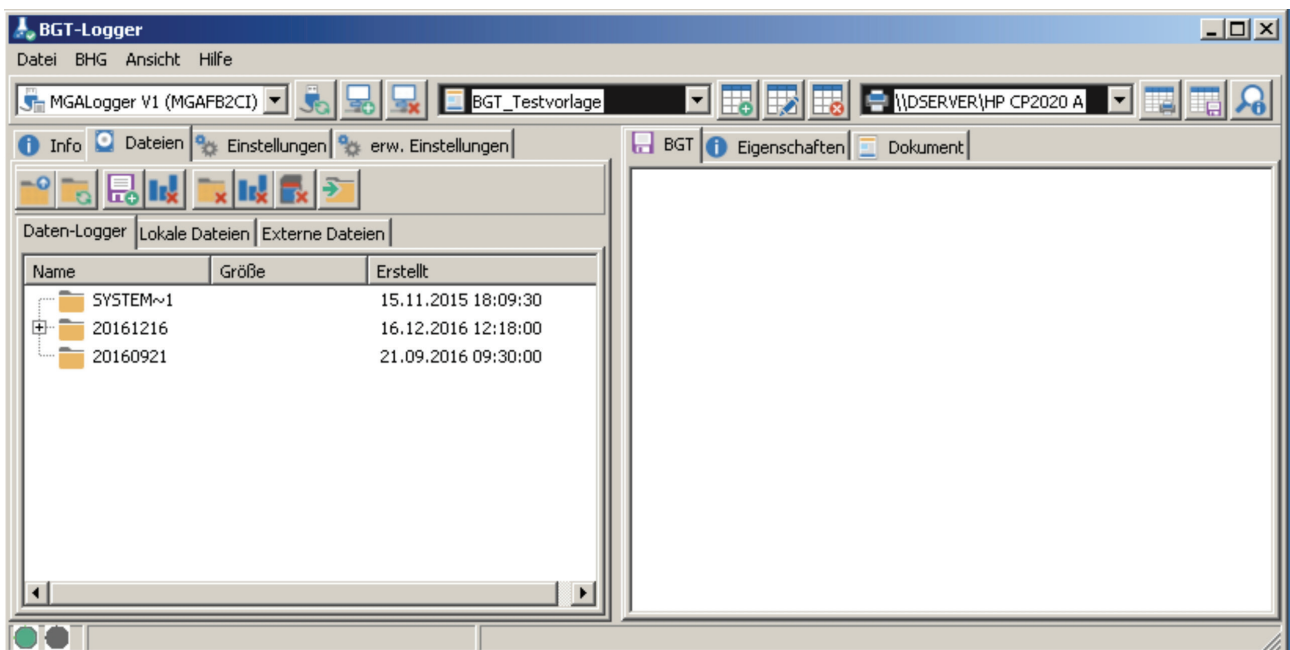 BGT-Logger
Datei BHG Ansicht Hilfe
MGALogger V1 (MGAFB2CI) BGT_Testvorlage \\DSERVER\HP CP2020 A
Info Dateien Einstellungen erw. Einstellungen BGT Eigenschaften Dokument
Daten-Logger Lokale Dateien Externe Dateien
Name Größe Erstellt
SYSTEM~1 15.11.2015 18:09:30
20161216 16.12.2016 12:18:00
20160921 21.09.2016 09:30:00